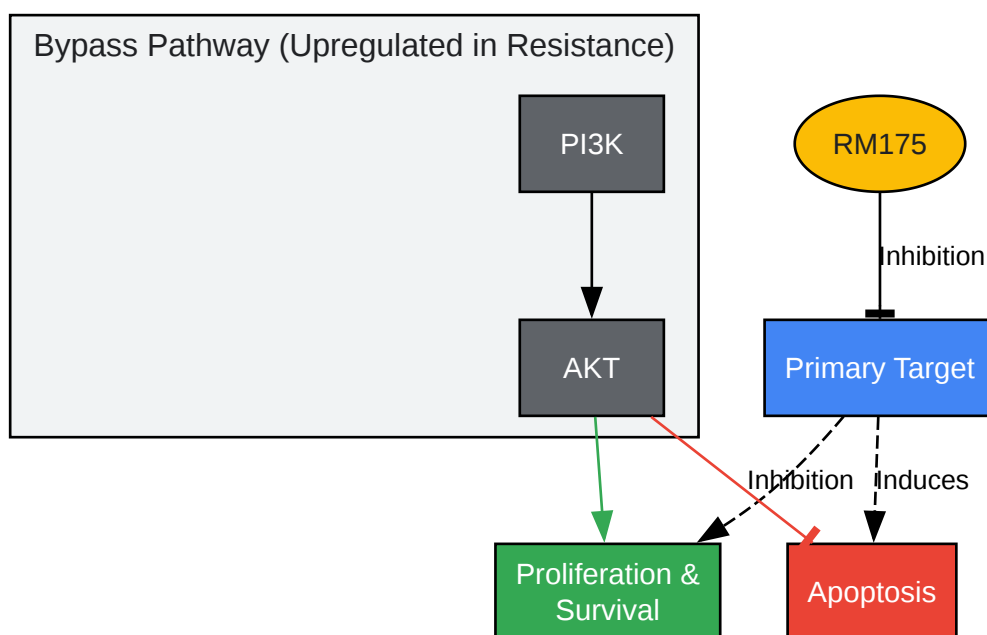 Bypass Pathway (Upregulated in Resistance)
PI3K
RM175
Inhibition
AKT
Primary Target
Inhibition
Induces
Proliferation &
Survival
Apoptosis